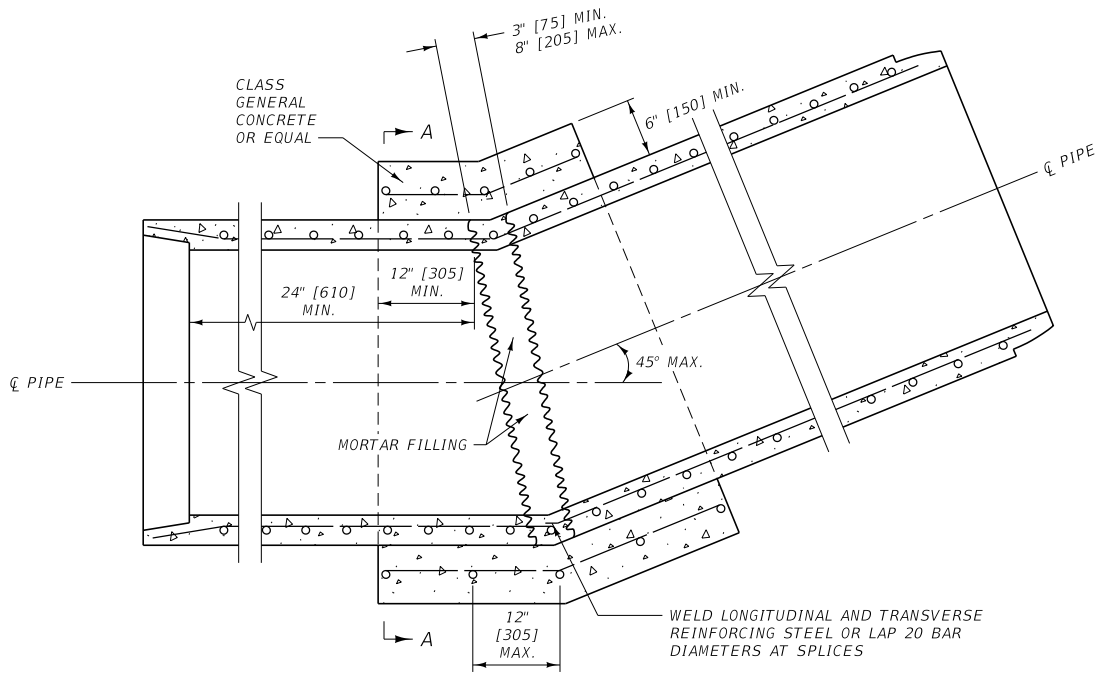 3" [75] MIN.
8" [205] MAX.
CLASS
GENERAL
CONCRETE
OR EQUAL
A
6" [150] MIN.
℄ PIPE
12" [305]
MIN.
24" [610]
MIN.
45° MAX.
℄ PIPE
MORTAR FILLING
12"
[305]
MAX.
A
WELD LONGITUDINAL AND TRANSVERSE
REINFORCING STEEL OR LAP 20 BAR
DIAMETERS AT SPLICES